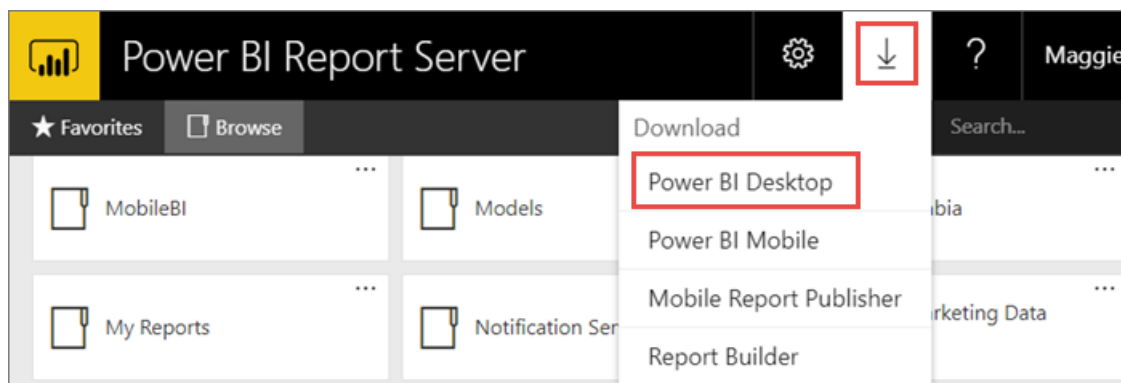 Power BI Report Server
?
Maggie
★ Favorites
Browse
Search...
Download
Power BI Desktop
Power BI Mobile
Mobile Report Publisher
Report Builder
MobileBI
...
Models
bia
...
My Reports
...
Notification Ser
rketing Data
...